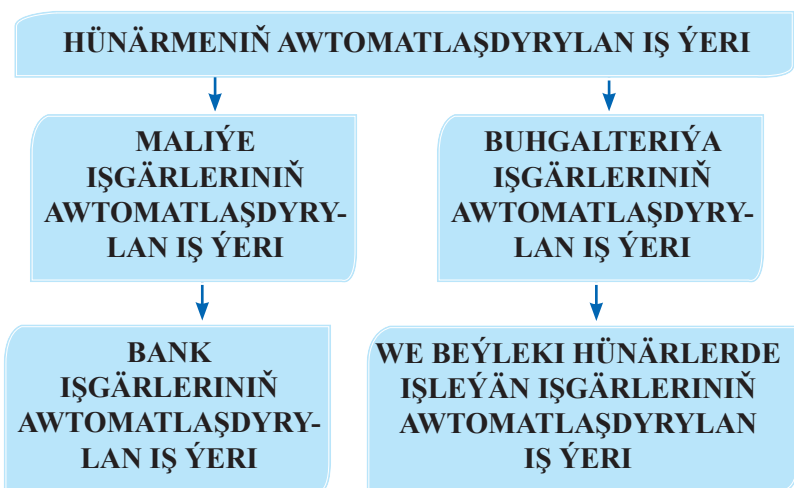 HÜNÄRMENIŇ AWTOMATLAŞDYRYLAN IŞ ÝERI
MALIÝE
IŞGÄRLERINIŇ
AWTOMATLAŞDYRY-
LAN IŞ ÝERI
BUHGALTERIÝA
IŞGÄRLERINIŇ
AWTOMATLAŞDYRY-
LAN IŞ ÝERI
BANK
IŞGÄRLERINIŇ
AWTOMATLAŞDYRY-
LAN IŞ ÝERI
WE BEÝLEKI HÜNÄRLERDE
IŞLEÝÄN IŞGÄRLERINIŇ
AWTOMATLAŞDYRYLAN
IŞ ÝERI